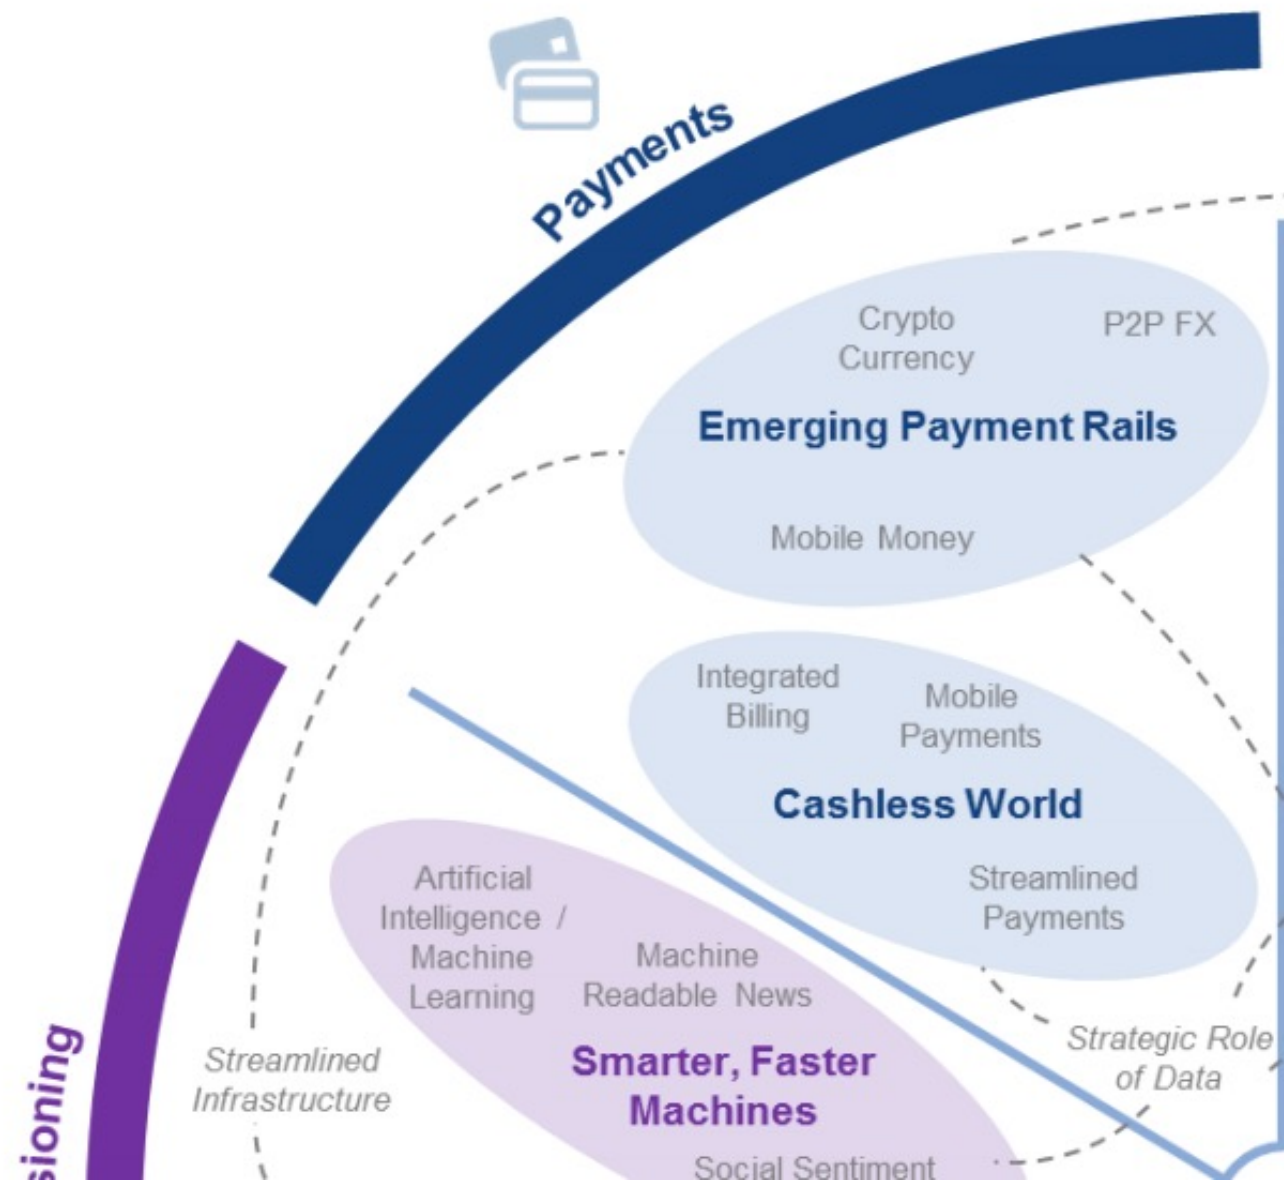 Payments
Crypto
Currency
P2P FX
Emerging Payment Rails
Mobile Money
Integrated
Billing
Mobile
Payments
Cashless World
Streamlined
Payments
Artificial
Intelligence /
Machine
Learning
Machine
Readable News
Smarter, Faster
Machines
Social Sentiment
Streamlined
Infrastructure
Strategic Role
of Data
sioning